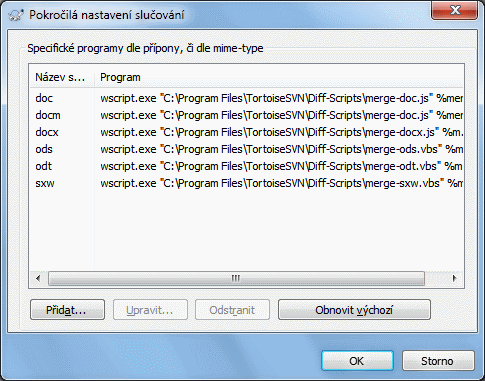 Pokročilá nastavení slučování
Specifické programy dle přípony, či dle mime-type
Název s... Program
doc wscript.exe "C:\Program Files\TortoiseSVN\Diff-Scripts\merge-doc.js" %mer
docm wscript.exe "C:\Program Files\TortoiseSVN\Diff-Scripts\merge-doc.js" %mer
docx wscript.exe "C:\Program Files\TortoiseSVN\Diff-Scripts\merge-docx.js" %m.
ods wscript.exe "C:\Program Files\TortoiseSVN\Diff-Scripts\merge-ods.vbs" %m
odt wscript.exe "C:\Program Files\TortoiseSVN\Diff-Scripts\merge-odt.vbs" %me
sxw wscript.exe "C:\Program Files\TortoiseSVN\Diff-Scripts\merge-sxw.vbs" %m
Přidat... Upravit... Odstranit Obnovit výchozí
OK Storno